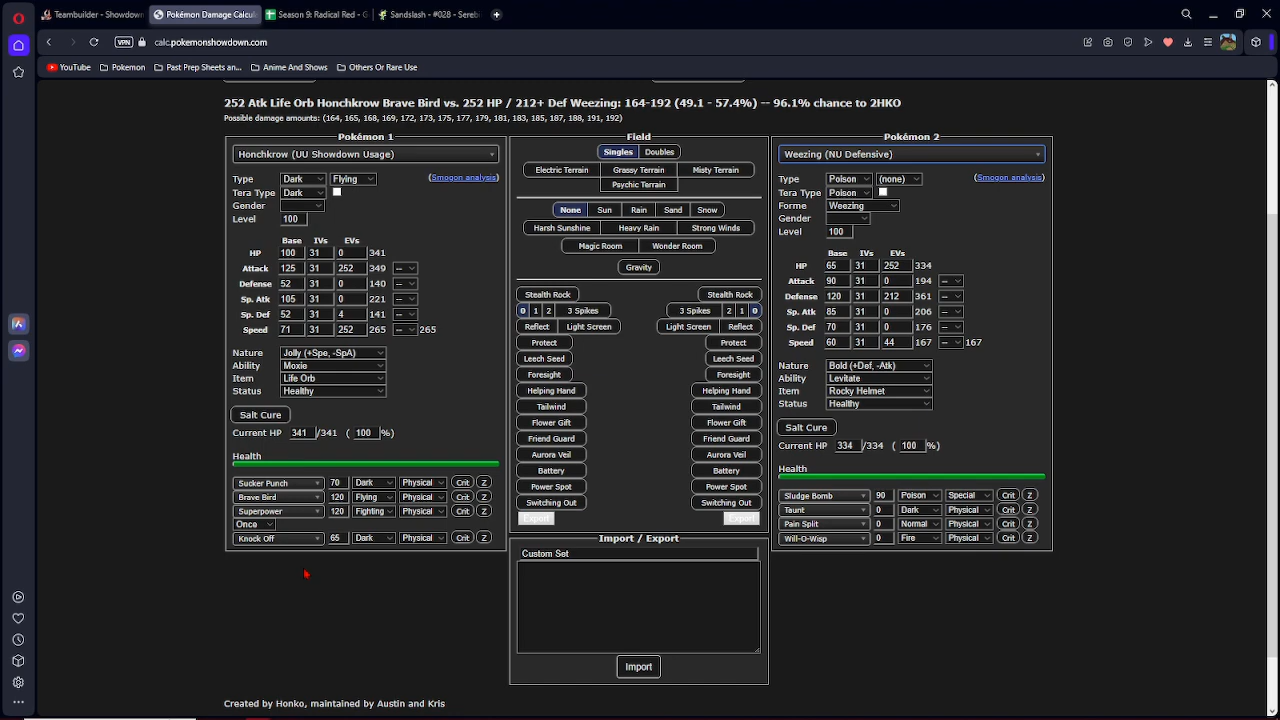 Teambuilder - Showdown
Pokémon Damage Calcu
Season 9: Radical Red - G
Sandslash - #028 - Sereb
VPN
calc.pokemonshowdown.com
YouTube
Pokemon
Past Prep Sheets an...
Anime And Shows
Others Or Rare Use
252 Atk Life Orb Honchkrow Brave Bird vs. 252 HP / 212+ Def Weezing: 164-192 (49.1 - 57.4%) -- 96.1% chance to 2HKO
Possible damage amounts: (164, 165, 168, 169, 172, 173, 175, 177, 179, 181, 183, 185, 187, 188, 191, 192)
Pokémon 1
Honchkrow (UU Showdown Usage)
Type Dark Flying (Smogon analysis)
Tera Type Dark
Gender
Level 100
Base IVs EVs
HP 100 31 0 341
Attack 125 31 252 349 --
Defense 52 31 0 140 --
Sp. Atk 105 31 0 221 --
Sp. Def 52 31 4 141 --
Speed 71 31 252 265 -- 265
Nature Jolly (+Spe, -SpA)
Ability Moxie
Item Life Orb
Status Healthy
Salt Cure
Current HP 341 /341 ( 100 %)
Health
Sucker Punch 70 Dark Physical Crit Z
Brave Bird 120 Flying Physical Crit Z
Superpower 120 Fighting Physical Crit Z
Once
Knock Off 65 Dark Physical Crit Z
Field
Singles Doubles
Electric Terrain Grassy Terrain Misty Terrain
Psychic Terrain
None Sun Rain Sand Snow
Harsh Sunshine Heavy Rain Strong Winds
Magic Room Wonder Room
Gravity
Stealth Rock Stealth Rock
0 1 2 3 Spikes 3 Spikes 2 1 0
Reflect Light Screen Light Screen Reflect
Protect Protect
Leech Seed Leech Seed
Foresight Foresight
Helping Hand Helping Hand
Tailwind Tailwind
Flower Gift Flower Gift
Friend Guard Friend Guard
Aurora Veil Aurora Veil
Battery Battery
Power Spot Power Spot
Switching Out Switching Out
Export Export
Import / Export
Custom Set
Import
Pokémon 2
Weezing (NU Defensive)
Type Poison (none) (Smogon analysis)
Tera Type Poison
Forme Weezing
Gender
Level 100
Base IVs EVs
HP 65 31 252 334
Attack 90 31 0 194 --
Defense 120 31 212 361 --
Sp. Atk 85 31 0 206 --
Sp. Def 70 31 0 176 --
Speed 60 31 44 167 -- 167
Nature Bold (+Def, -Atk)
Ability Levitate
Item Rocky Helmet
Status Healthy
Salt Cure
Current HP 334 /334 ( 100 %)
Health
Sludge Bomb 90 Poison Special Crit Z
Taunt 0 Dark Physical Crit Z
Pain Split 0 Normal Physical Crit Z
Will-O-Wisp 0 Fire Physical Crit Z
Created by Honko, maintained by Austin and Kris